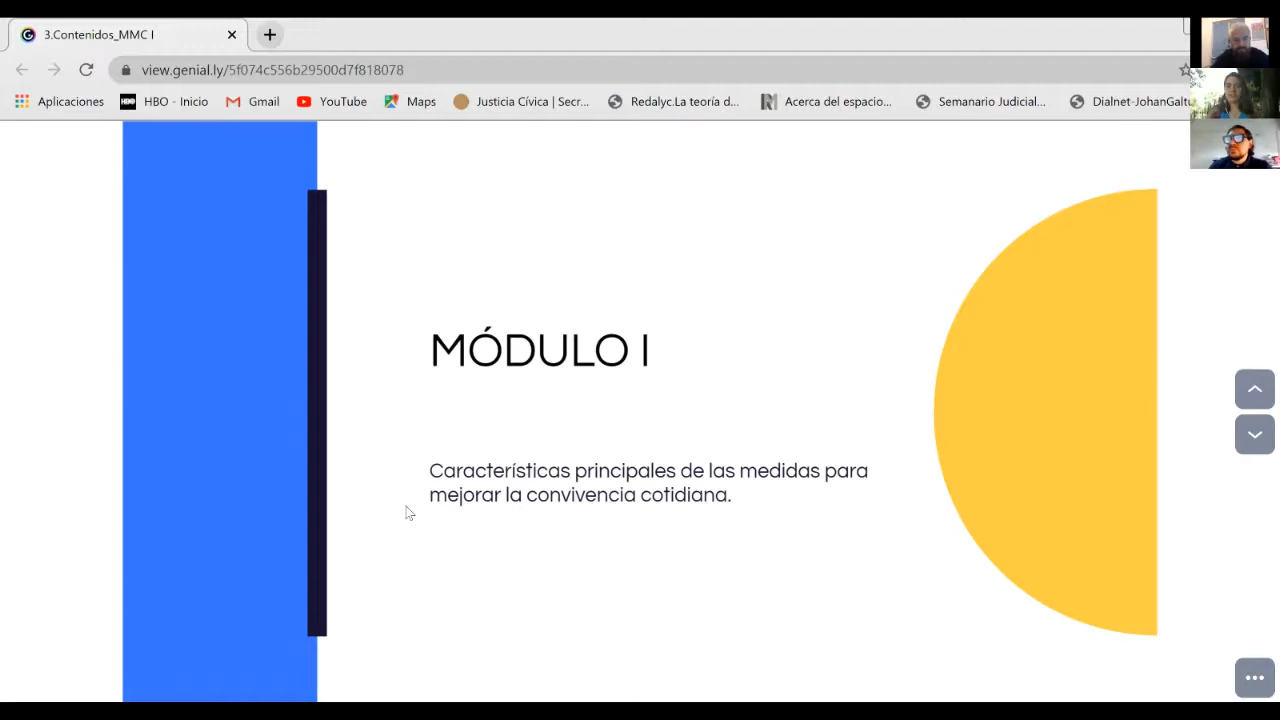 3.Contenidos_MMC I
view.genial.ly/5f074c556b29500d7f818078
Aplicaciones HBO - Inicio Gmail YouTube Maps Justicia Cívica | Secr... Redalyc.La teoría d... Acerca del espacio... Semanario Judicial... Dialnet-JohanGaltu
MÓDULO I
Características principales de las medidas para
mejorar la convivencia cotidiana.